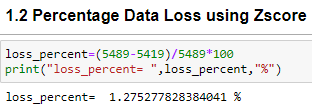 1.2 Percentage Data Loss using Zscore
loss_percent=(5489-5419)/5489*100
print("loss_percent= ",loss_percent,"%")
loss_percent=  1.275277828384041 %